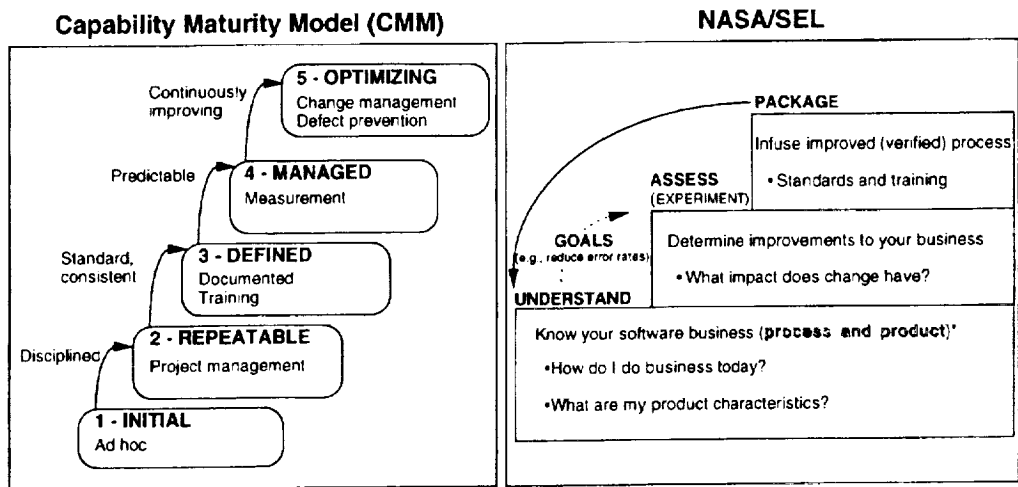 Capability Maturity Model (CMM)
5 - OPTIMIZING
Change management
Defect prevention
Continuously
improving
4 - MANAGED
Measurement
Predictable
3 - DEFINED
Documented
Training
Standard,
consistent
2 - REPEATABLE
Project management
Disciplined
1 - INITIAL
Ad hoc
NASA/SEL
PACKAGE
Infuse improved (verified) process
•Standards and training
ASSESS
(EXPERIMENT)
Determine improvements to your business
•What impact does change have?
GOALS
(e.g., reduce error rates)
UNDERSTAND
Know your software business (process and product)*
•How do I do business today?
•What are my product characteristics?